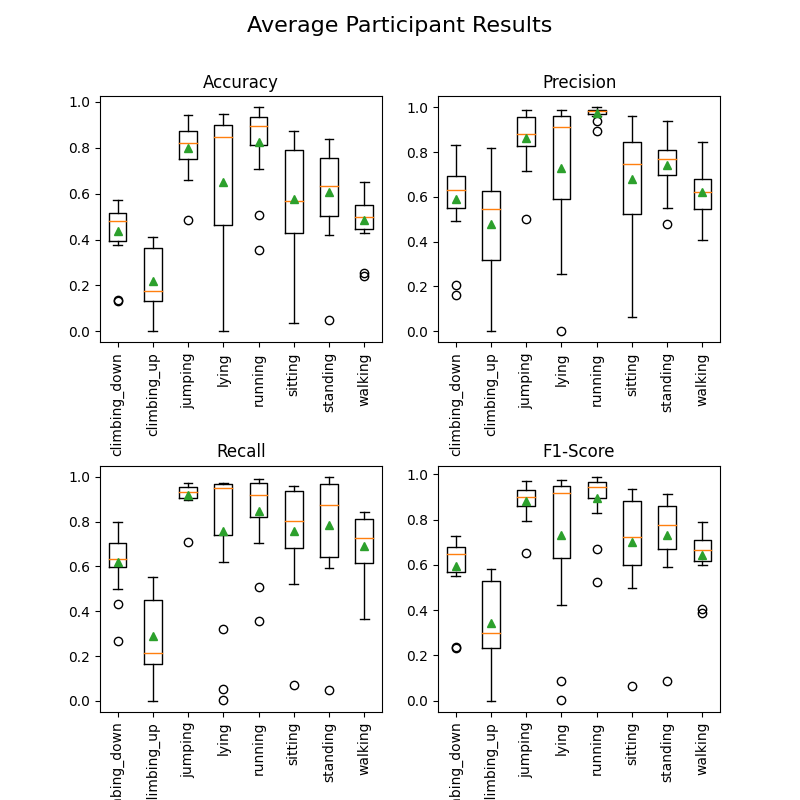 Average Participant Results
Accuracy
Precision
1.0
0.8
0.6
0.4
0.2
0.0
1.0
0.8
0.6
0.4
0.2
0.0
climbing_down
climbing_up
jumping
lying
running
sitting
standing
walking
climbing_down
climbing_up
jumping
lying
running
sitting
standing
walking
Recall
F1-Score
1.0
0.8
0.6
0.4
0.2
0.0
1.0
0.8
0.6
0.4
0.2
0.0
bing_down
limbing_up
jumping
lying
running
sitting
standing
walking
bing_down
limbing_up
jumping
lying
running
sitting
standing
walking